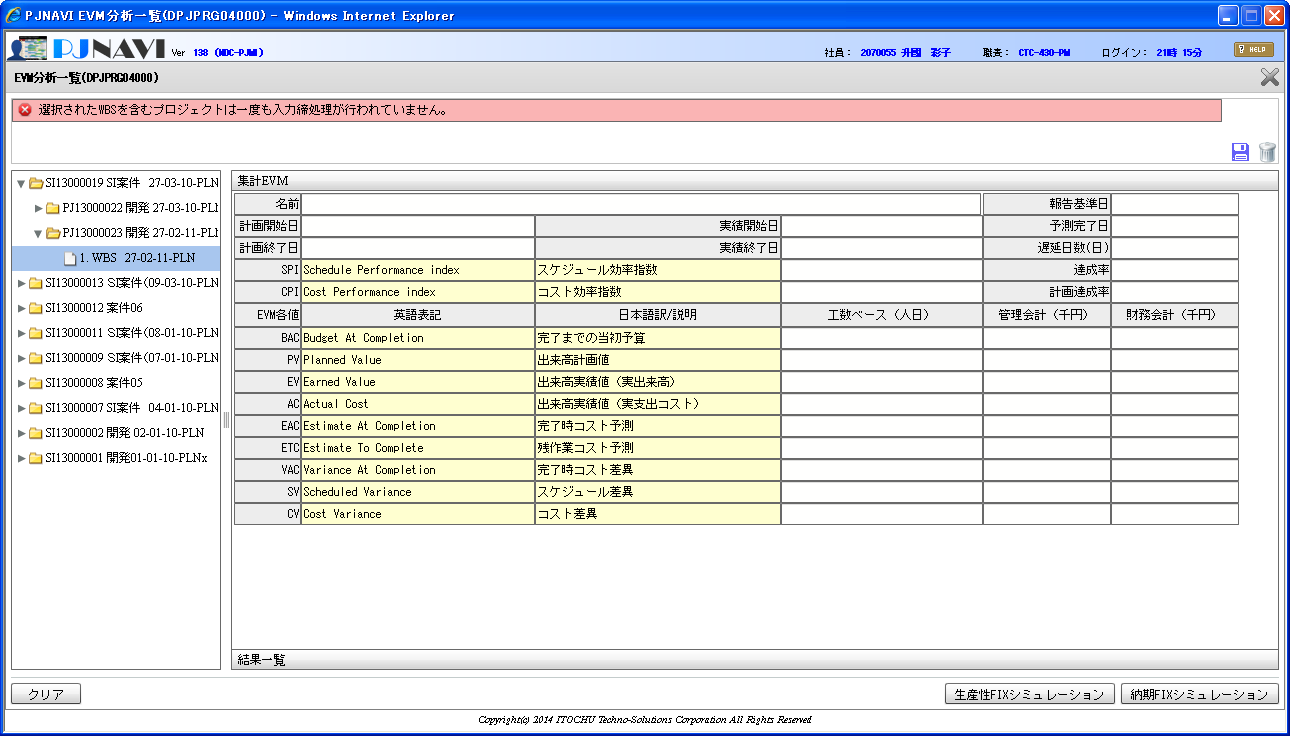 PJNAVI EVM分析一覧(DPJPRG04000) - Windows Internet Explorer
PJNAVI Ver 138 (NDC-PJMI) 社員： 2070055 升國 彩子 職責： CTC-430-PM ログイン： 21時 15分 ? HELP
EVM分析一覧(DPJPRG04000)
選択されたWBSを含むプロジェクトは一度も入力締処理が行われていません。
SI13000019 SI案件 27-03-10-PLN
PJ13000022 開発 27-03-10-PLN
PJ13000023 開発 27-02-11-PLN
1. WBS 27-02-11-PLN
SI13000013 SI案件(09-03-10-PLN
SI13000012 案件06
SI13000011 SI案件(08-01-10-PLN
SI13000009 SI案件(07-01-10-PLN
SI13000008 案件05
SI13000007 SI案件 04-01-10-PLN
SI13000002 開発 02-01-10-PLN
SI13000001 開発01-01-10-PLNx
集計EVM
名前 報告基準日
計画開始日 実績開始日 予測完了日
計画終了日 実績終了日 遅延日数(日)
SPI Schedule Performance index スケジュール効率指数 達成率
CPI Cost Performance index コスト効率指数 計画達成率
EVM各値 英語表記 日本語訳/説明 工数ベース（人日） 管理会計（千円） 財務会計（千円）
BAC Budget At Completion 完了までの当初予算
PV Planned Value 出来高計画値
EV Earned Value 出来高実績値（実出来高）
AC Actual Cost 出来高実績値（実支出コスト）
EAC Estimate At Completion 完了時コスト予測
ETC Estimate To Complete 残作業コスト予測
VAC Variance At Completion 完了時コスト差異
SV Scheduled Variance スケジュール差異
CV Cost Variance コスト差異
結果一覧
クリア 生産性FIXシミュレーション 納期FIXシミュレーション
Copyright(c) 2014 ITOCHU Techno-Solutions Corporation All Rights Reserved